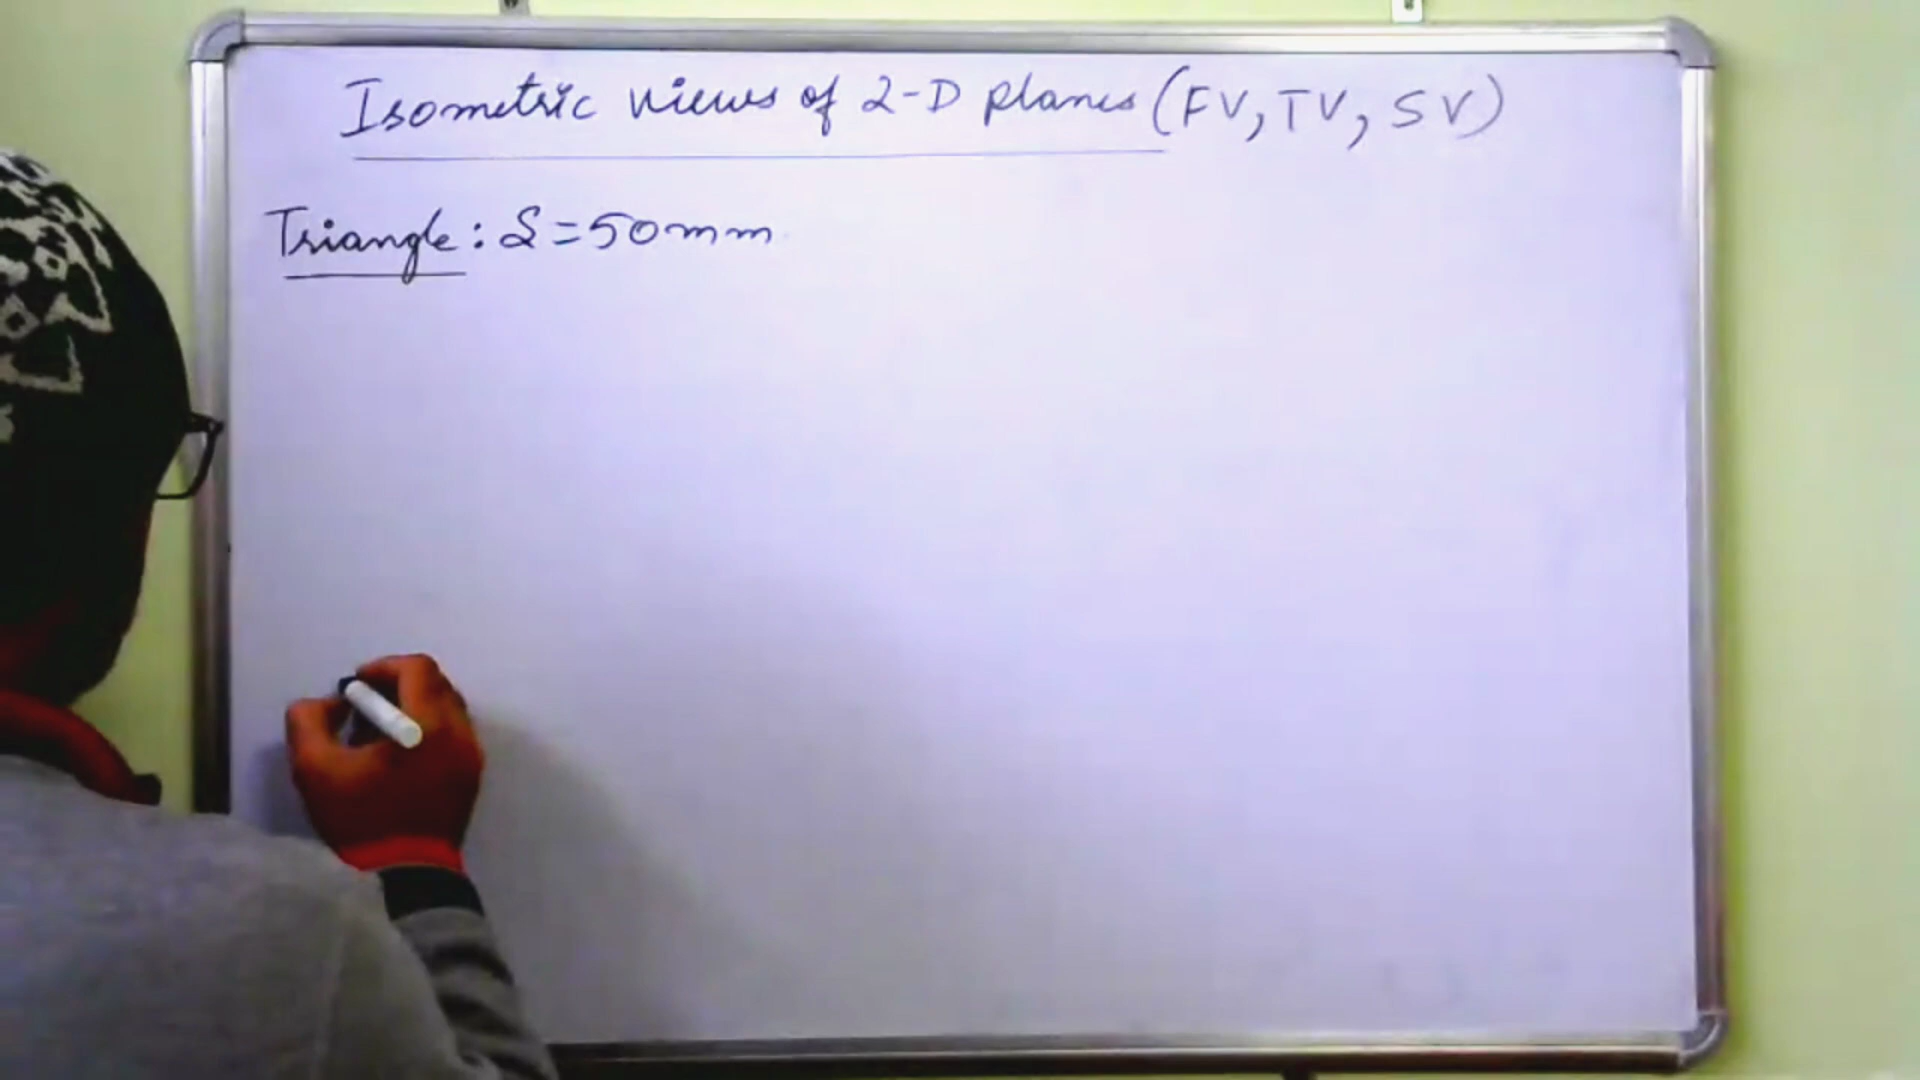 Isometric views of 2-D planes (FV, TV, SV)
Triangle: S=50mm